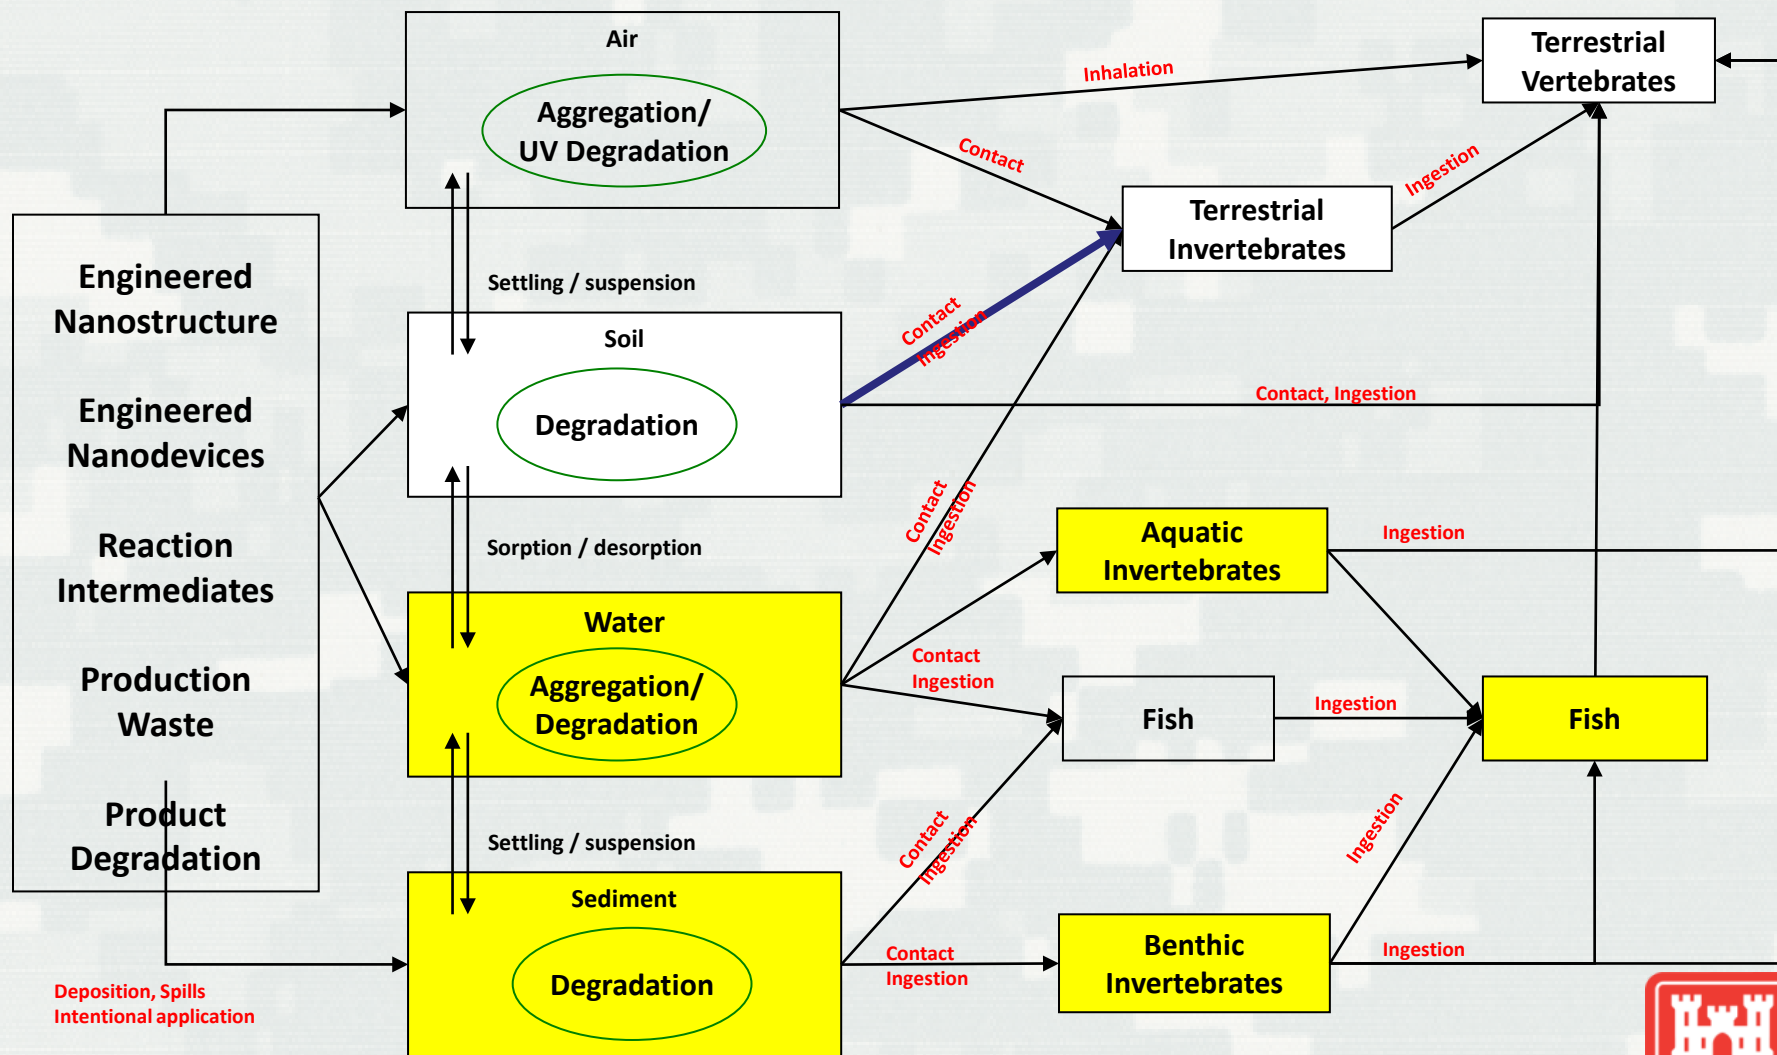 Engineered
Nanostructure
Engineered
Nanodevices
Reaction
Intermediates
Production
Waste
Product
Degradation
Deposition, Spills
Intentional application
Air
Aggregation/
UV Degradation
Settling / suspension
Soil
Degradation
Sorption / desorption
Water
Aggregation/
Degradation
Settling / suspension
Sediment
Degradation
Inhalation
Contact
Contact
Ingestion
Contact, Ingestion
Contact
Ingestion
Contact
Ingestion
Contact
Ingestion
Contact
Ingestion
Terrestrial
Vertebrates
Ingestion
Terrestrial
Invertebrates
Aquatic
Invertebrates
Ingestion
Fish
Ingestion
Fish
Ingestion
Benthic
Invertebrates
Ingestion